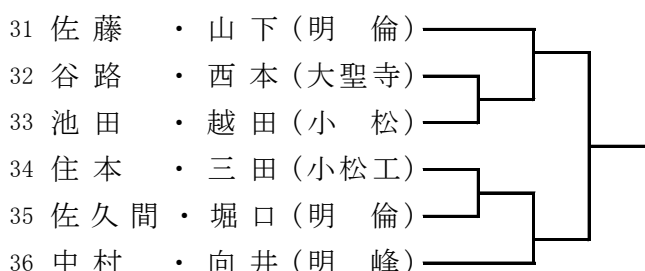 31 佐 藤 ・ 山 下 (明 倫)
32 谷 路 ・ 西 本 (大聖寺)
33 池 田 ・ 越 田 (小 松)
34 住 本 ・ 三 田 (小松工)
35 佐 久 間 ・ 堀 口 (明 倫)
36 中 村 ・ 向 井 (明 峰)